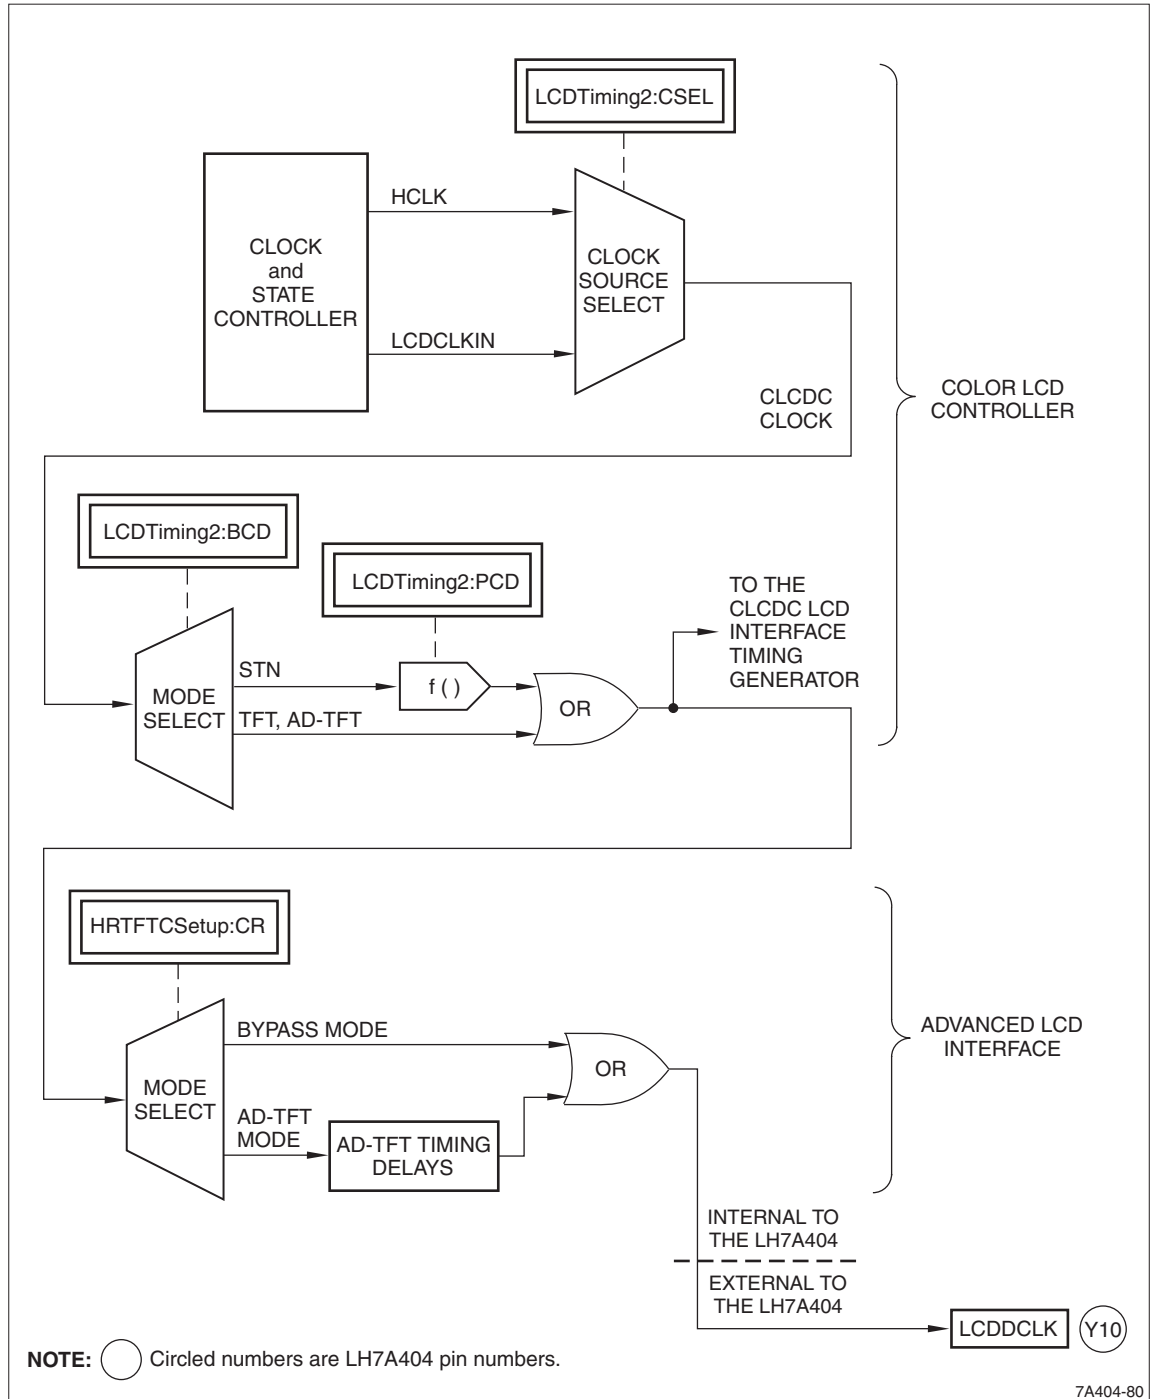 LCDTiming2:CSEL
HCLK
CLOCK
and
STATE
CONTROLLER
CLOCK
SOURCE
SELECT
LCDCLKIN
CLCDC
CLOCK
COLOR LCD
CONTROLLER
LCDTiming2:BCD
LCDTiming2:PCD
TO THE
CLCDC LCD
INTERFACE
TIMING
GENERATOR
STN
f ( )
MODE
SELECT
OR
TFT, AD-TFT
HRTFTCSetup:CR
BYPASS MODE
ADVANCED LCD
INTERFACE
OR
MODE
SELECT
AD-TFT
MODE
AD-TFT TIMING
DELAYS
INTERNAL TO
THE LH7A404
EXTERNAL TO
THE LH7A404
LCDDCLK
Y10
NOTE: Circled numbers are LH7A404 pin numbers.
7A404-80